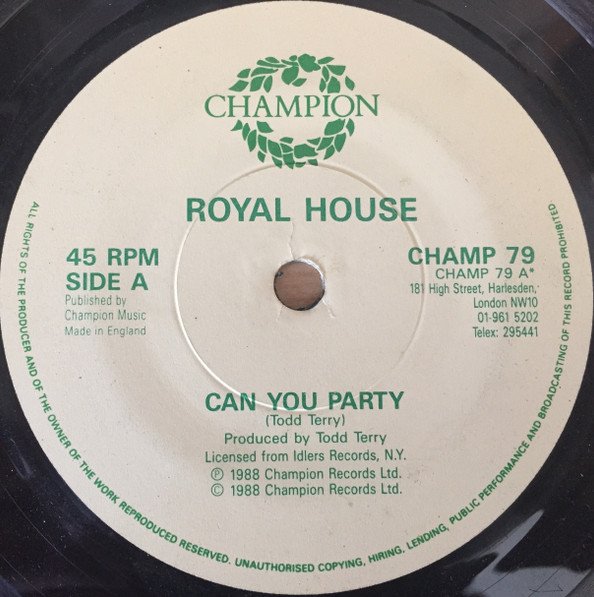 CHAMPION
ROYAL HOUSE
45 RPM
SIDE A
Published by
Champion Music
Made in England
CHAMP 79
CHAMP 79 A*
181 High Street, Harlesden,
London NW10
01-961 5202
Telex: 295441
CAN YOU PARTY
(Todd Terry)
Produced by Todd Terry
Licensed from Idlers Records, N.Y.
℗ 1988 Champion Records Ltd.
© 1988 Champion Records Ltd.
ALL RIGHTS OF THE PRODUCER AND OF THE OWNER OF THE WORK REPRODUCED RESERVED. UNAUTHORISED COPYING, HIRING, LENDING, PUBLIC PERFORMANCE AND BROADCASTING OF THIS RECORD PROHIBITED